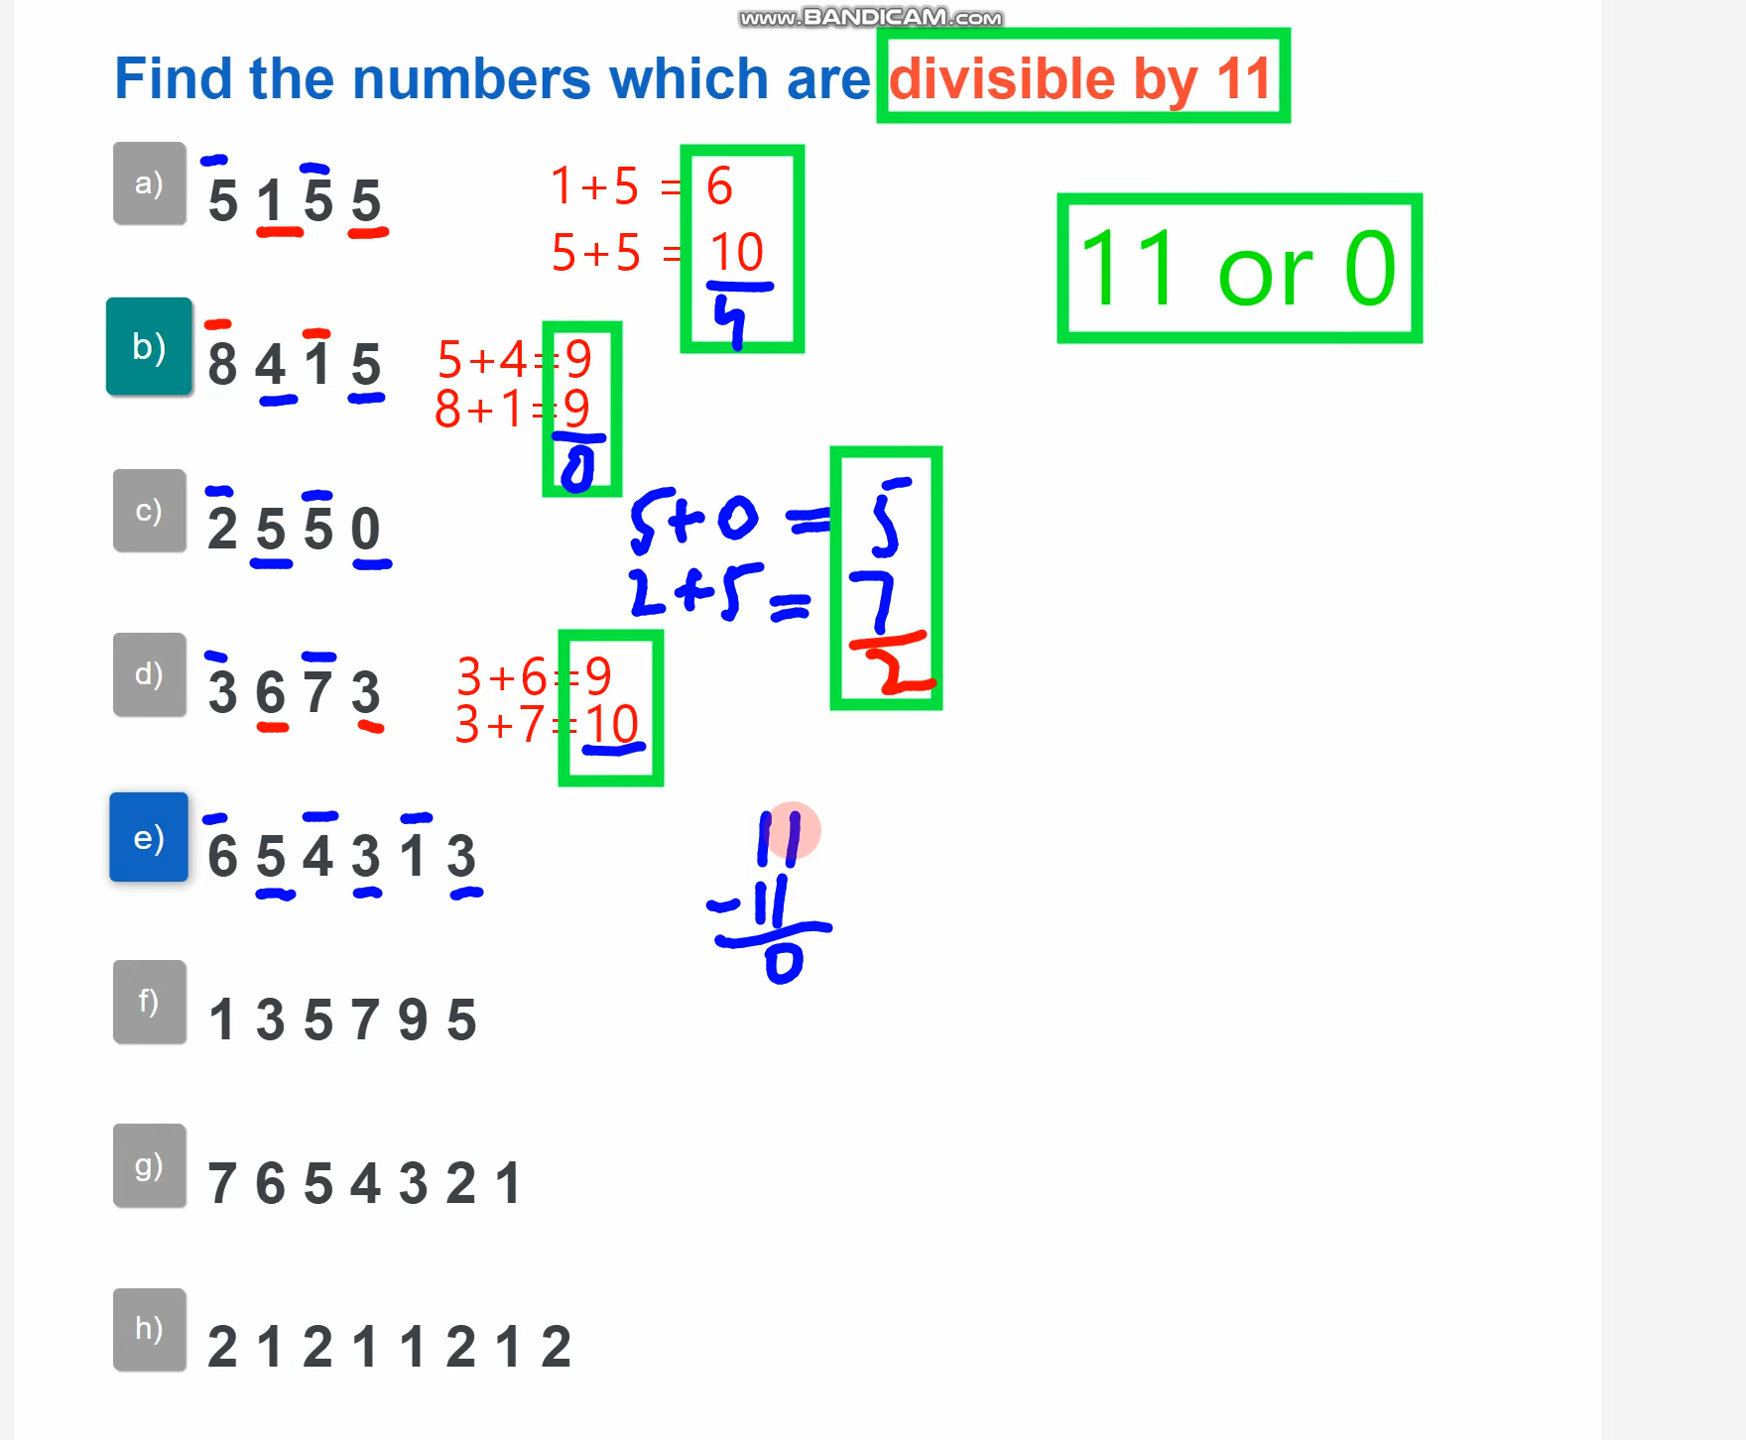 www.BANDICAM.com
Find the numbers which are divisible by 11
a) 5 1 5 5
1+5 = 6
5+5 = 10
4
11 or 0
b) 8 4 1 5
5+4=9
8+1=9
0
c) 2 5 5 0
5+0 = 5
2+5 = 7
2
d) 3 6 7 3
3+6=9
3+7=10
e) 6 5 4 3 1 3
11
- 11
0
f) 1 3 5 7 9 5
g) 7 6 5 4 3 2 1
h) 2 1 2 1 1 2 1 2